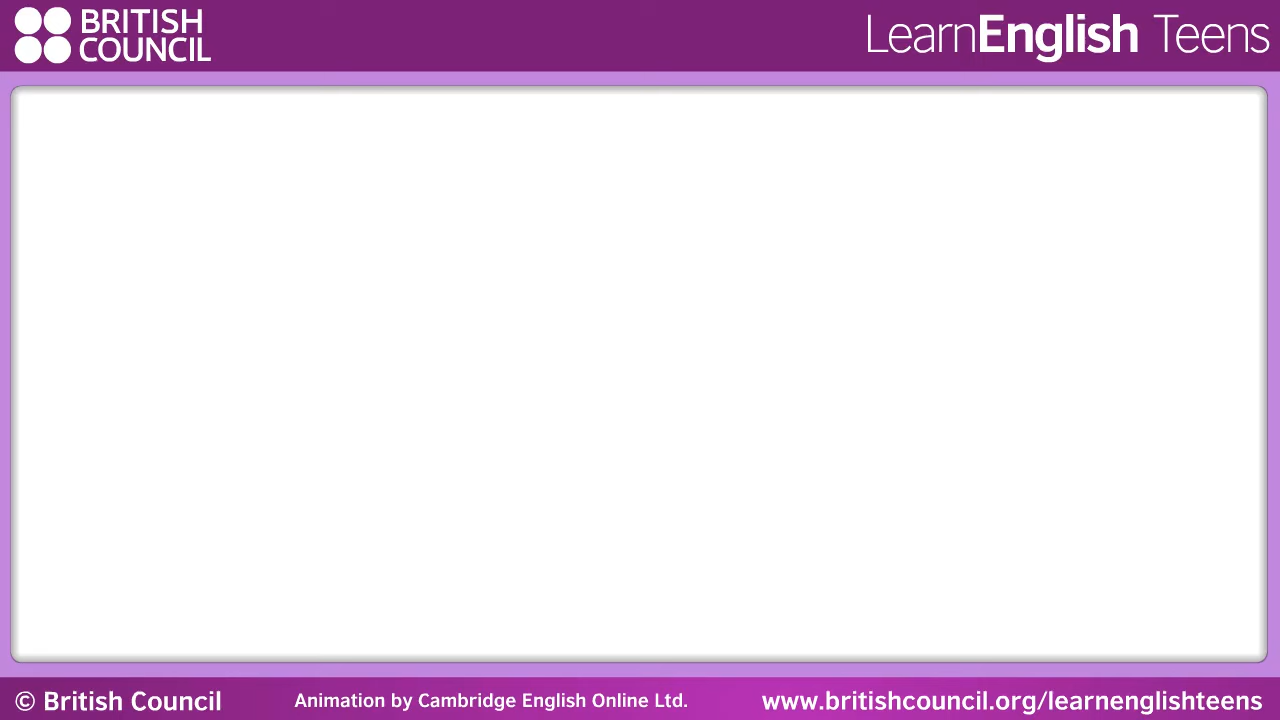 BRITISH
COUNCIL
LearnEnglish Teens
© British Council
Animation by Cambridge English Online Ltd.
www.britishcouncil.org/learnenglishteens